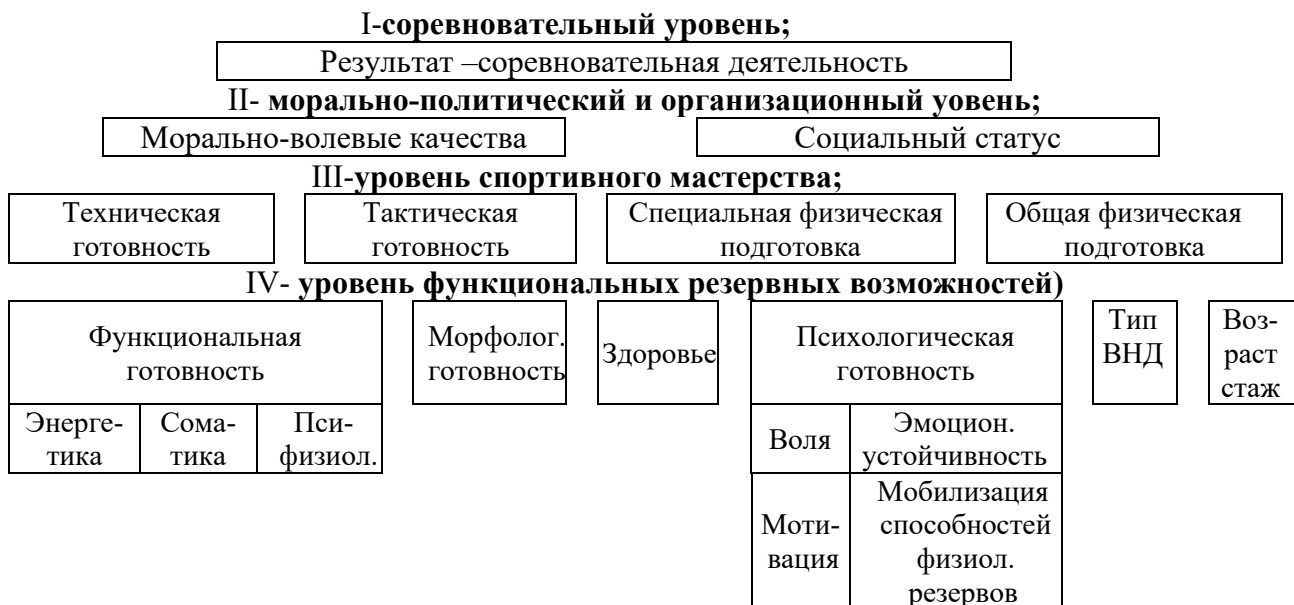 I-соревновательный уровень;
Результат –соревновательная деятельность
II- морально-политический и организационный уовень;
Морально-волевые качества
Социальный статус
III-уровень спортивного мастерства;
Техническая
готовность
Тактическая
готовность
Специальная физическая
подготовка
Общая физическая
подготовка
IV- уровень функциональных резервных возможностей)
Функциональная
готовность
Морфолог.
готовность
Здоровье
Психологическая
готовность
Тип
ВНД
Воз-
раст
стаж
Энерге-
тика
Сома-
тика
Пси-
физиол.
Воля
Эмоцион.
устойчивность
Моти-
вация
Мобилизация
способностей
физиол.
резервов